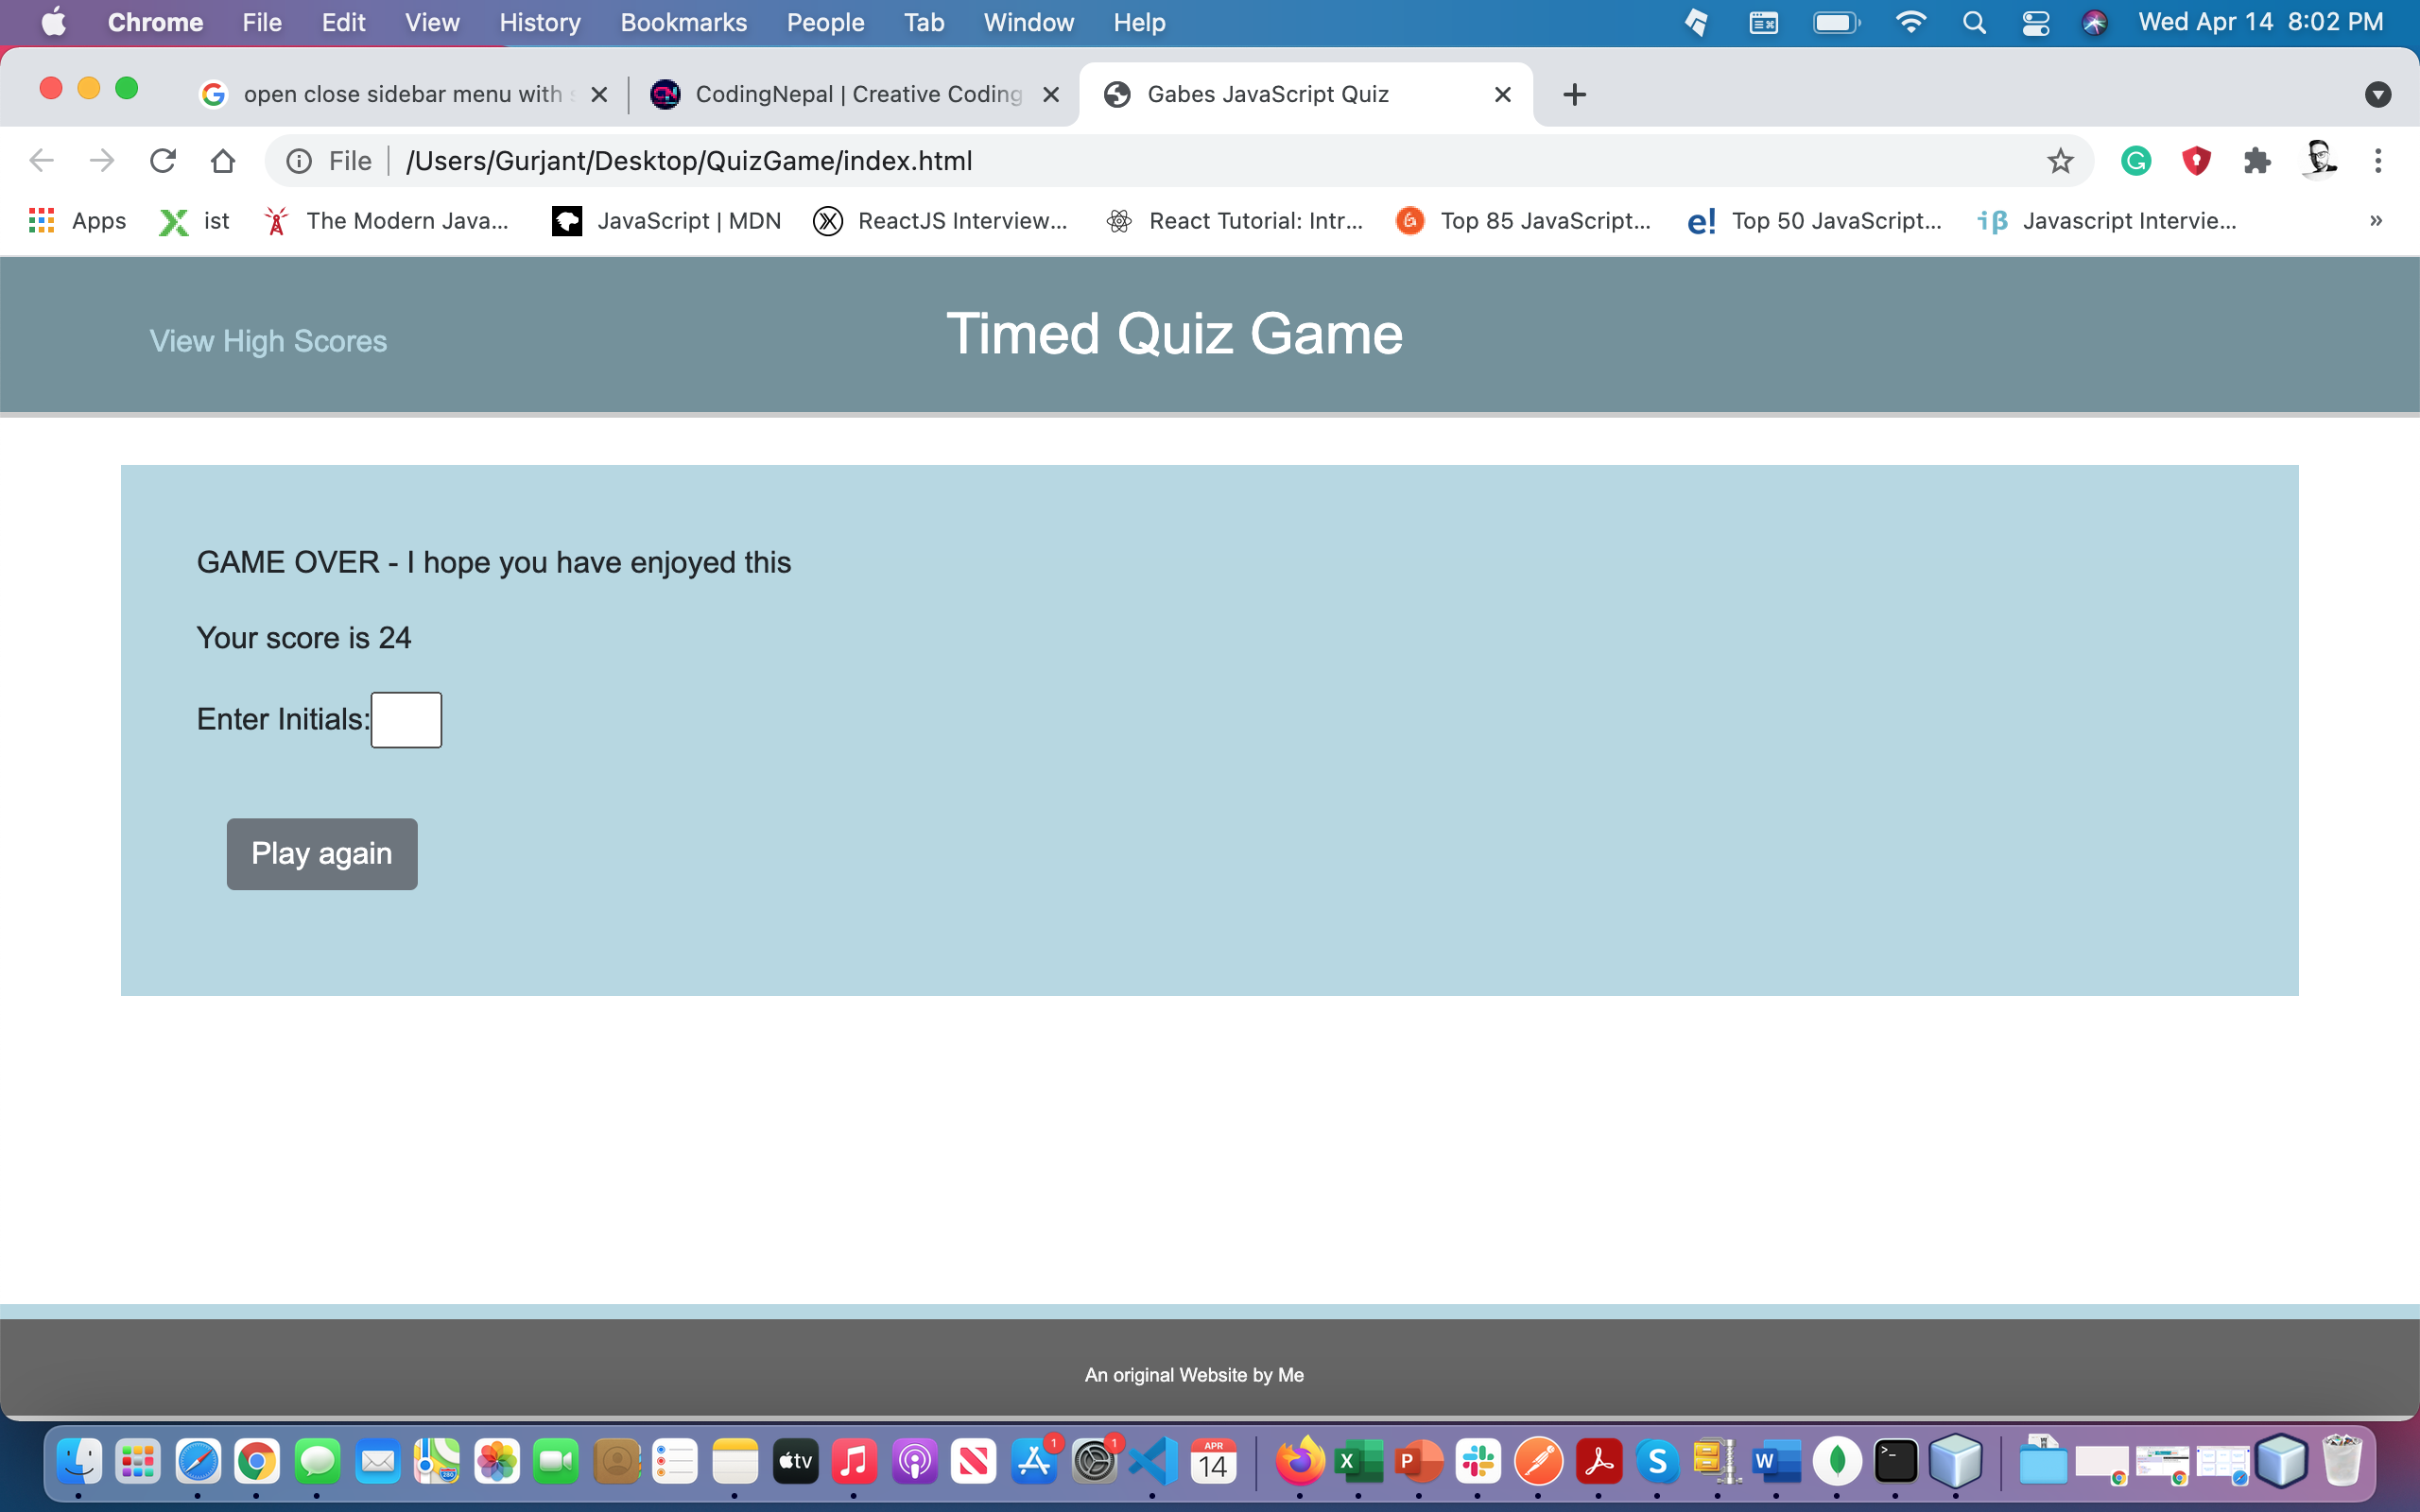 Chrome File Edit View History Bookmarks People Tab Window Help Wed Apr 14 8:02 PM
open close sidebar menu with CodingNepal | Creative Coding Gabes JavaScript Quiz
File /Users/Gurjant/Desktop/QuizGame/index.html
Apps ist The Modern Java... JavaScript | MDN ReactJS Interview... React Tutorial: Intr... Top 85 JavaScript... e! Top 50 JavaScript... iβ Javascript Intervie... »
View High Scores
Timed Quiz Game
GAME OVER - I hope you have enjoyed this
Your score is 24
Enter Initials:
Play again
An original Website by Me
tv 1 1 APR 14 X P S W